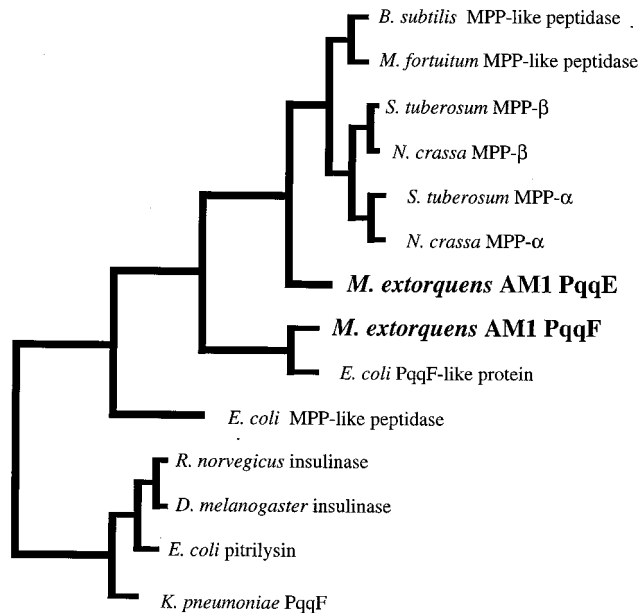 B. subtilis MPP-like peptidase
M. fortuitum MPP-like peptidase
S. tuberosum MPP-β
N. crassa MPP-β
S. tuberosum MPP-α
N. crassa MPP-α
M. extorquens AM1 PqqE
M. extorquens AM1 PqqF
E. coli PqqF-like protein
E. coli MPP-like peptidase
R. norvegicus insulinase
D. melanogaster insulinase
E. coli pitrilysin
K. pneumoniae PqqF